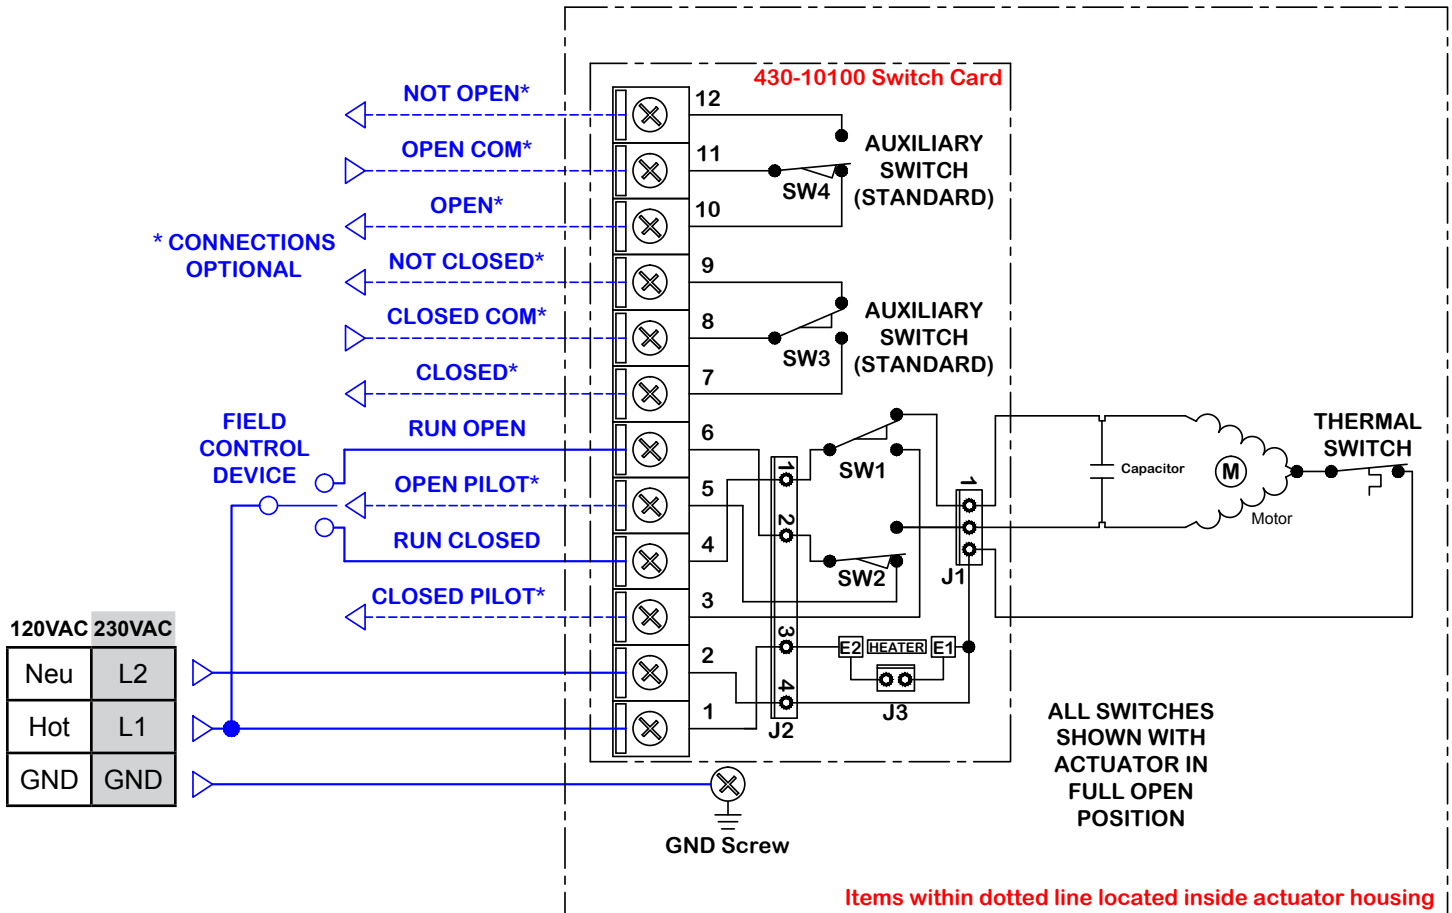 430-10100 Switch Card
NOT OPEN*
12
OPEN COM*
11
AUXILIARY
SWITCH
(STANDARD)
SW4
OPEN*
10
* CONNECTIONS
OPTIONAL
NOT CLOSED*
9
CLOSED COM*
8
AUXILIARY
SWITCH
(STANDARD)
SW3
CLOSED*
7
FIELD
CONTROL
DEVICE
RUN OPEN
6
OPEN PILOT*
5
RUN CLOSED
4
CLOSED PILOT*
3
2
1
1
2
3
4
J2
SW1
SW2
1
J1
E2
HEATER
E1
J3
Capacitor
M
Motor
THERMAL
SWITCH
120VAC 230VAC
Neu L2
Hot L1
GND GND
GND Screw
ALL SWITCHES
SHOWN WITH
ACTUATOR IN
FULL OPEN
POSITION
Items within dotted line located inside actuator housing